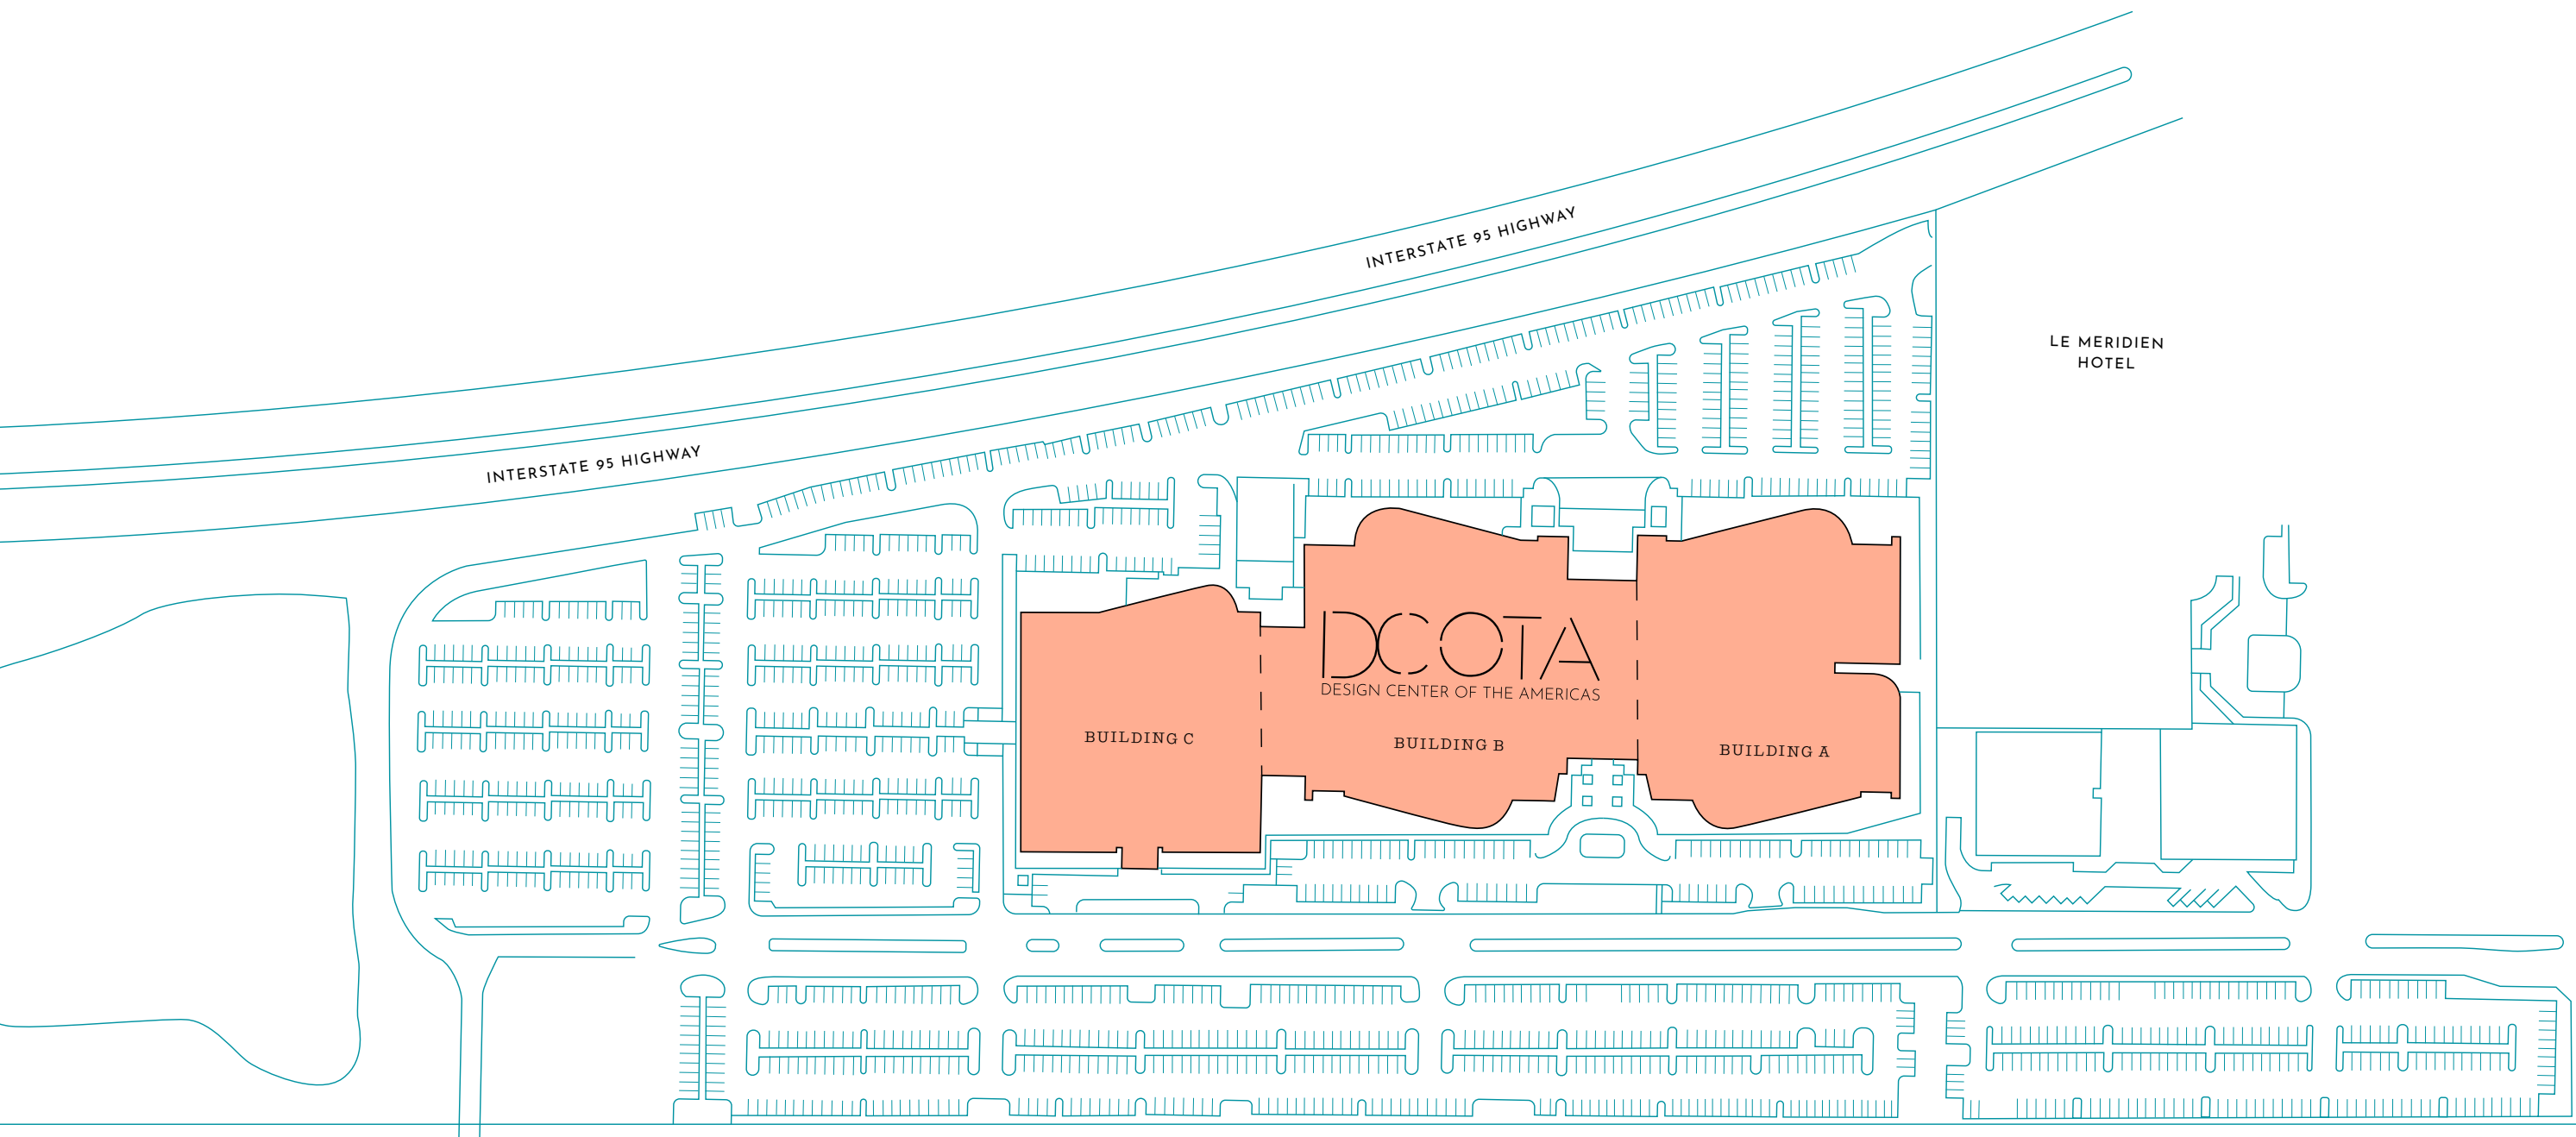 INTERSTATE 95 HIGHWAY
LE MERIDIEN
HOTEL
INTERSTATE 95 HIGHWAY
DCOTA
DESIGN CENTER OF THE AMERICAS
BUILDING C
BUILDING B
BUILDING A